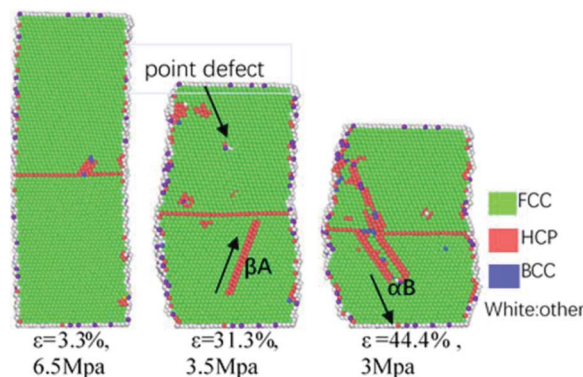 point defect
βA
αB
FCC
HCP
BCC
White:other
ε=3.3%,
6.5Mpa
ε=31.3%,
3.5Mpa
ε=44.4% ,
3Mpa